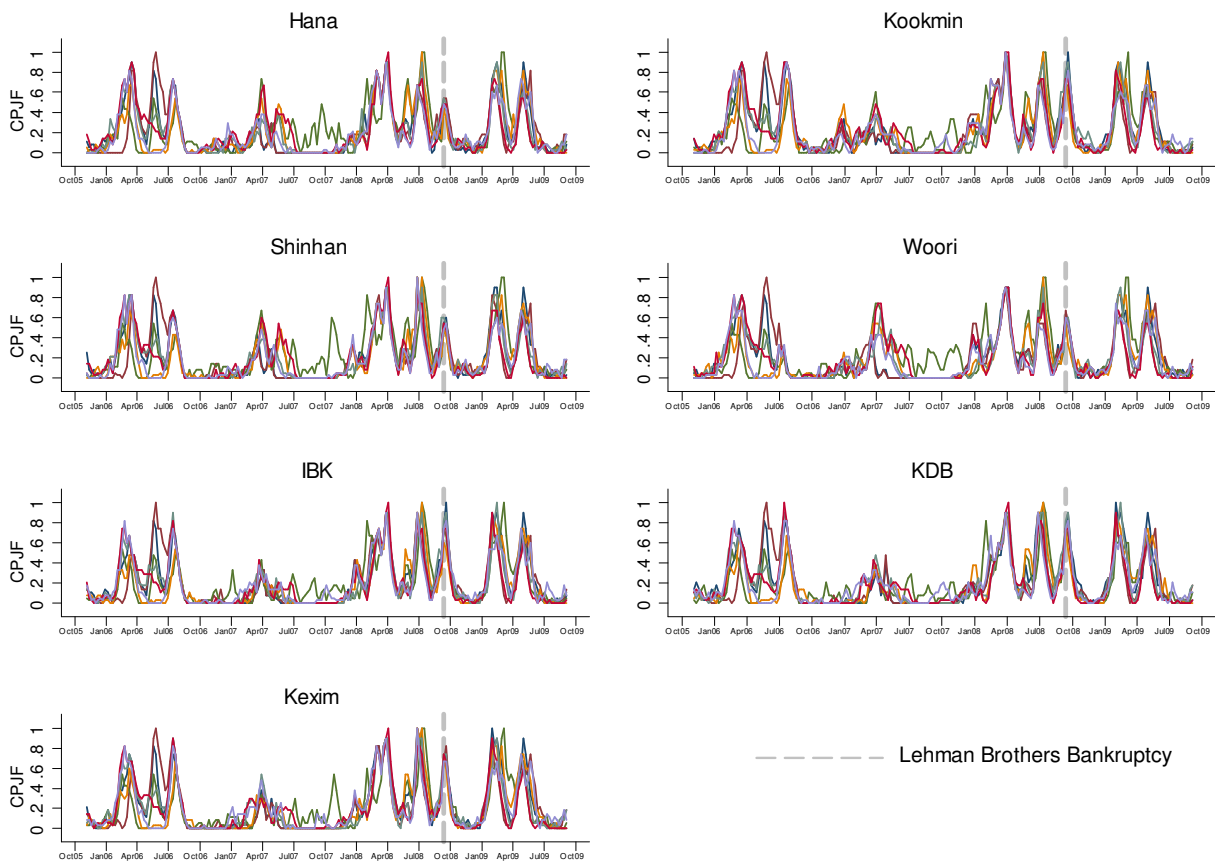 Hana
Kookmin
CPJF
0 .2 .4 .6 .8 1
0 .2 .4 .6 .8 1
Oct05 Jan06 Apr06 Jul06 Oct06 Jan07 Apr07 Jul07 Oct07 Jan08 Apr08 Jul08 Oct08 Jan09 Apr09 Jul09 Oct09
Oct05 Jan06 Apr06 Jul06 Oct06 Jan07 Apr07 Jul07 Oct07 Jan08 Apr08 Jul08 Oct08 Jan09 Apr09 Jul09 Oct09
Shinhan
Woori
CPJF
0 .2 .4 .6 .8 1
0 .2 .4 .6 .8 1
Oct05 Jan06 Apr06 Jul06 Oct06 Jan07 Apr07 Jul07 Oct07 Jan08 Apr08 Jul08 Oct08 Jan09 Apr09 Jul09 Oct09
Oct05 Jan06 Apr06 Jul06 Oct06 Jan07 Apr07 Jul07 Oct07 Jan08 Apr08 Jul08 Oct08 Jan09 Apr09 Jul09 Oct09
IBK
KDB
CPJF
0 .2 .4 .6 .8 1
0 .2 .4 .6 .8 1
Oct05 Jan06 Apr06 Jul06 Oct06 Jan07 Apr07 Jul07 Oct07 Jan08 Apr08 Jul08 Oct08 Jan09 Apr09 Jul09 Oct09
Oct05 Jan06 Apr06 Jul06 Oct06 Jan07 Apr07 Jul07 Oct07 Jan08 Apr08 Jul08 Oct08 Jan09 Apr09 Jul09 Oct09
Kexim
CPJF
0 .2 .4 .6 .8 1
Oct05 Jan06 Apr06 Jul06 Oct06 Jan07 Apr07 Jul07 Oct07 Jan08 Apr08 Jul08 Oct08 Jan09 Apr09 Jul09 Oct09
Lehman Brothers Bankruptcy